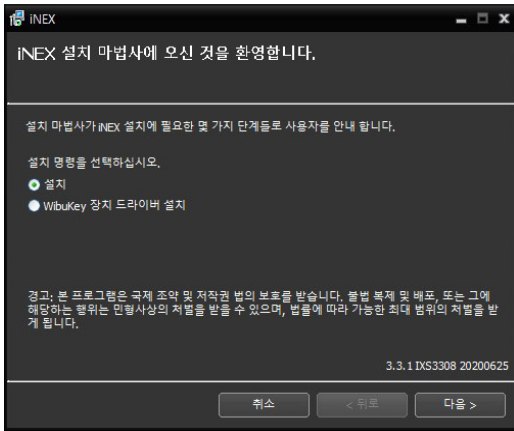 iNEX
iNEX 설치 마법사에 오신 것을 환영합니다.
설치 마법사가 iNEX 설치에 필요한 몇 가지 단계들로 사용자를 안내 합니다.
설치 명령을 선택하십시오.
설치
WibuKey 장치 드라이버 설치
경고: 본 프로그램은 국제 조약 및 저작권 법의 보호를 받습니다. 불법 복제 및 배포, 또는 그에
해당하는 행위는 민형사상의 처벌을 받을 수 있으며, 법률에 따라 가능한 최대 범위의 처벌을 받
게 됩니다.
3.3.1 IXS3308 20200625
취소
< 뒤로
다음 >